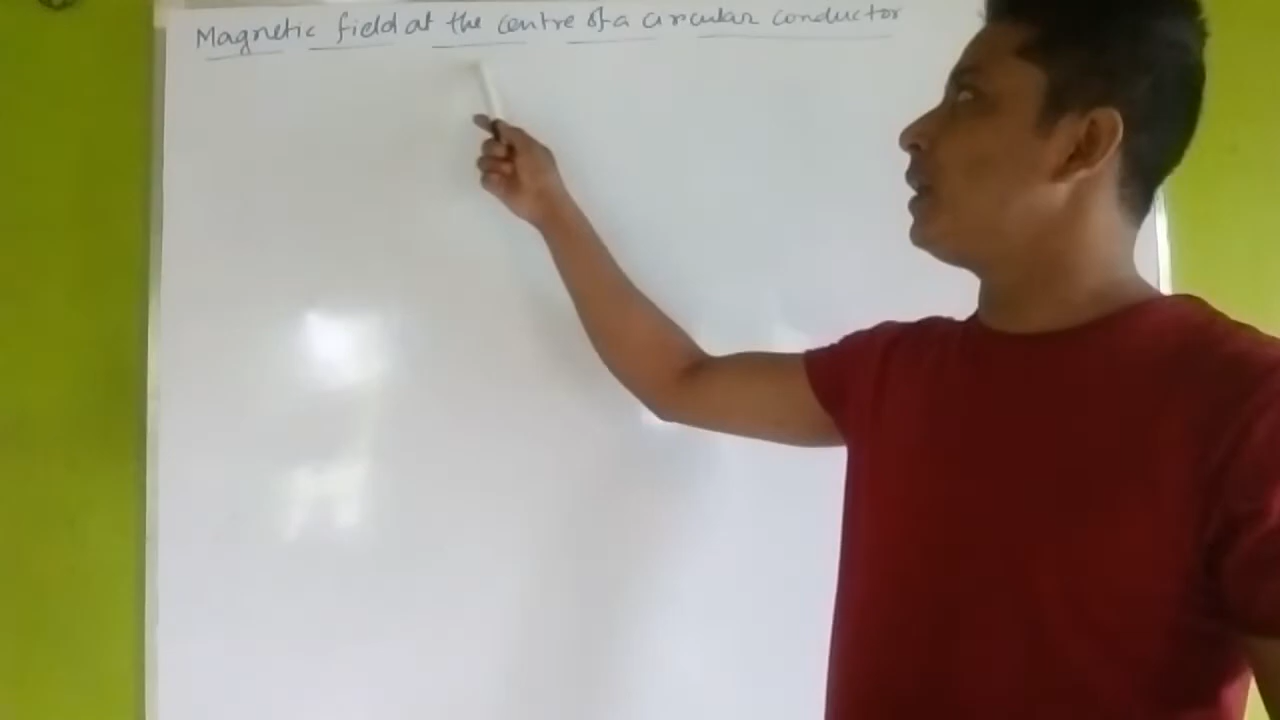 Magnetic field at the centre of a circular conductor